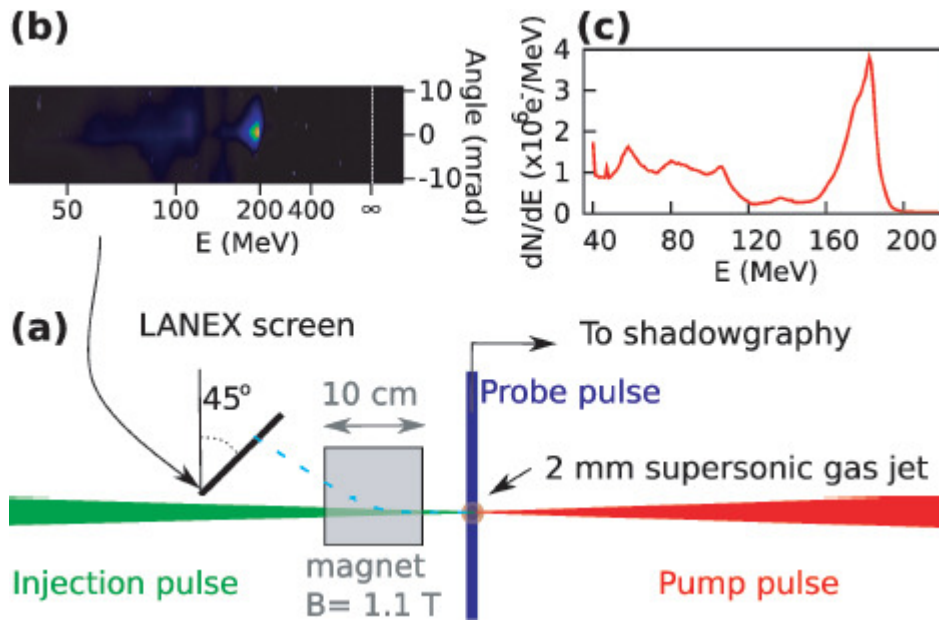 (b)
10
0
-10
Angle (mrad)
50 100 200 400 ∞
E (MeV)
(c)
4
3
2
1
0
dN/dE (x10⁶e⁻/MeV)
40 80 120 160 200
E (MeV)
(a)
LANEX screen
To shadowgraphy
45°
10 cm
Probe pulse
2 mm supersonic gas jet
magnet
B= 1.1 T
Injection pulse
Pump pulse